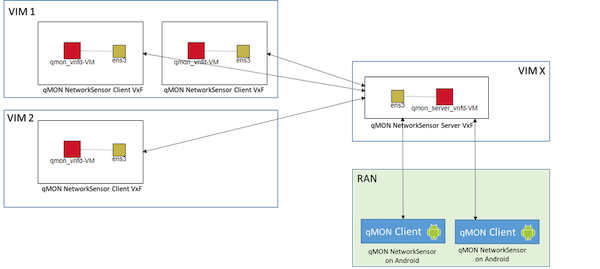 VIM 1
qmon_vnfd-VM
ens3
qMON NetworkSensor Client VxF
qmon_vnfd-VM
ens3
qMON NetworkSensor Client VxF
VIM 2
qmon_vnfd-VM
ens3
qMON NetworkSensor Client VxF
VIM X
ens3
qmon_server_vnfd-VM
qMON NetworkSensor Server VxF
RAN
qMON Client
qMON NetworkSensor
on Android
qMON Client
qMON NetworkSensor
on Android